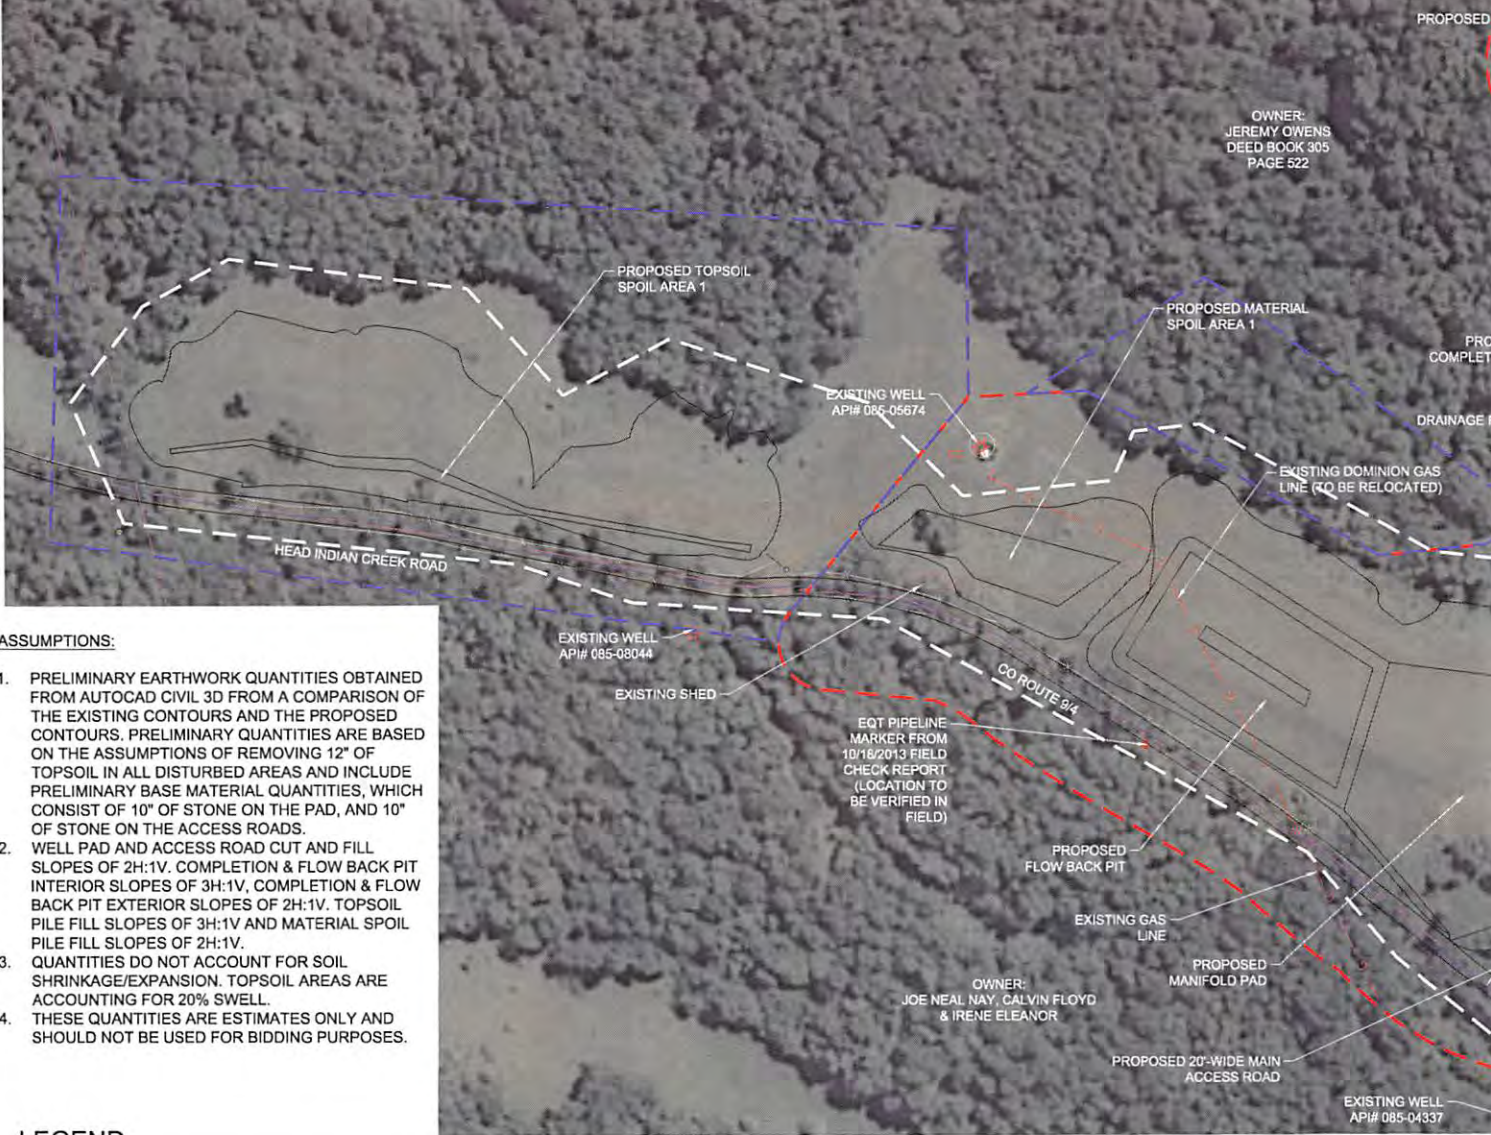 PROPOSED
OWNER:
JEREMY OWENS
DEED BOOK 305
PAGE 522
PROPOSED TOPSOIL
SPOIL AREA 1
PROPOSED MATERIAL
SPOIL AREA 1
PRO
COMPLET
EXISTING WELL
API# 085-05674
DRAINAGE
EXISTING DOMINION GAS
LINE (TO BE RELOCATED)
HEAD INDIAN CREEK ROAD
EXISTING WELL
API# 085-08044
EXISTING SHED
CO ROUTE 9/4
EQT PIPELINE
MARKER FROM
10/18/2013 FIELD
CHECK REPORT
(LOCATION TO
BE VERIFIED IN
FIELD)
PROPOSED
FLOW BACK PIT
EXISTING GAS
LINE
PROPOSED
MANIFOLD PAD
OWNER:
JOE NEAL NAY, CALVIN FLOYD
& IRENE ELEANOR
PROPOSED 20'-WIDE MAIN
ACCESS ROAD
EXISTING WELL
API# 085-04337
ASSUMPTIONS:
1. PRELIMINARY EARTHWORK QUANTITIES OBTAINED
FROM AUTOCAD CIVIL 3D FROM A COMPARISON OF
THE EXISTING CONTOURS AND THE PROPOSED
CONTOURS. PRELIMINARY QUANTITIES ARE BASED
ON THE ASSUMPTIONS OF REMOVING 12" OF
TOPSOIL IN ALL DISTURBED AREAS AND INCLUDE
PRELIMINARY BASE MATERIAL QUANTITIES, WHICH
CONSIST OF 10" OF STONE ON THE PAD, AND 10"
OF STONE ON THE ACCESS ROADS.
2. WELL PAD AND ACCESS ROAD CUT AND FILL
SLOPES OF 2H:1V. COMPLETION & FLOW BACK PIT
INTERIOR SLOPES OF 3H:1V, COMPLETION & FLOW
BACK PIT EXTERIOR SLOPES OF 2H:1V. TOPSOIL
PILE FILL SLOPES OF 3H:1V AND MATERIAL SPOIL
PILE FILL SLOPES OF 2H:1V.
3. QUANTITIES DO NOT ACCOUNT FOR SOIL
SHRINKAGE/EXPANSION. TOPSOIL AREAS ARE
ACCOUNTING FOR 20% SWELL.
4. THESE QUANTITIES ARE ESTIMATES ONLY AND
SHOULD NOT BE USED FOR BIDDING PURPOSES.
LEGEND